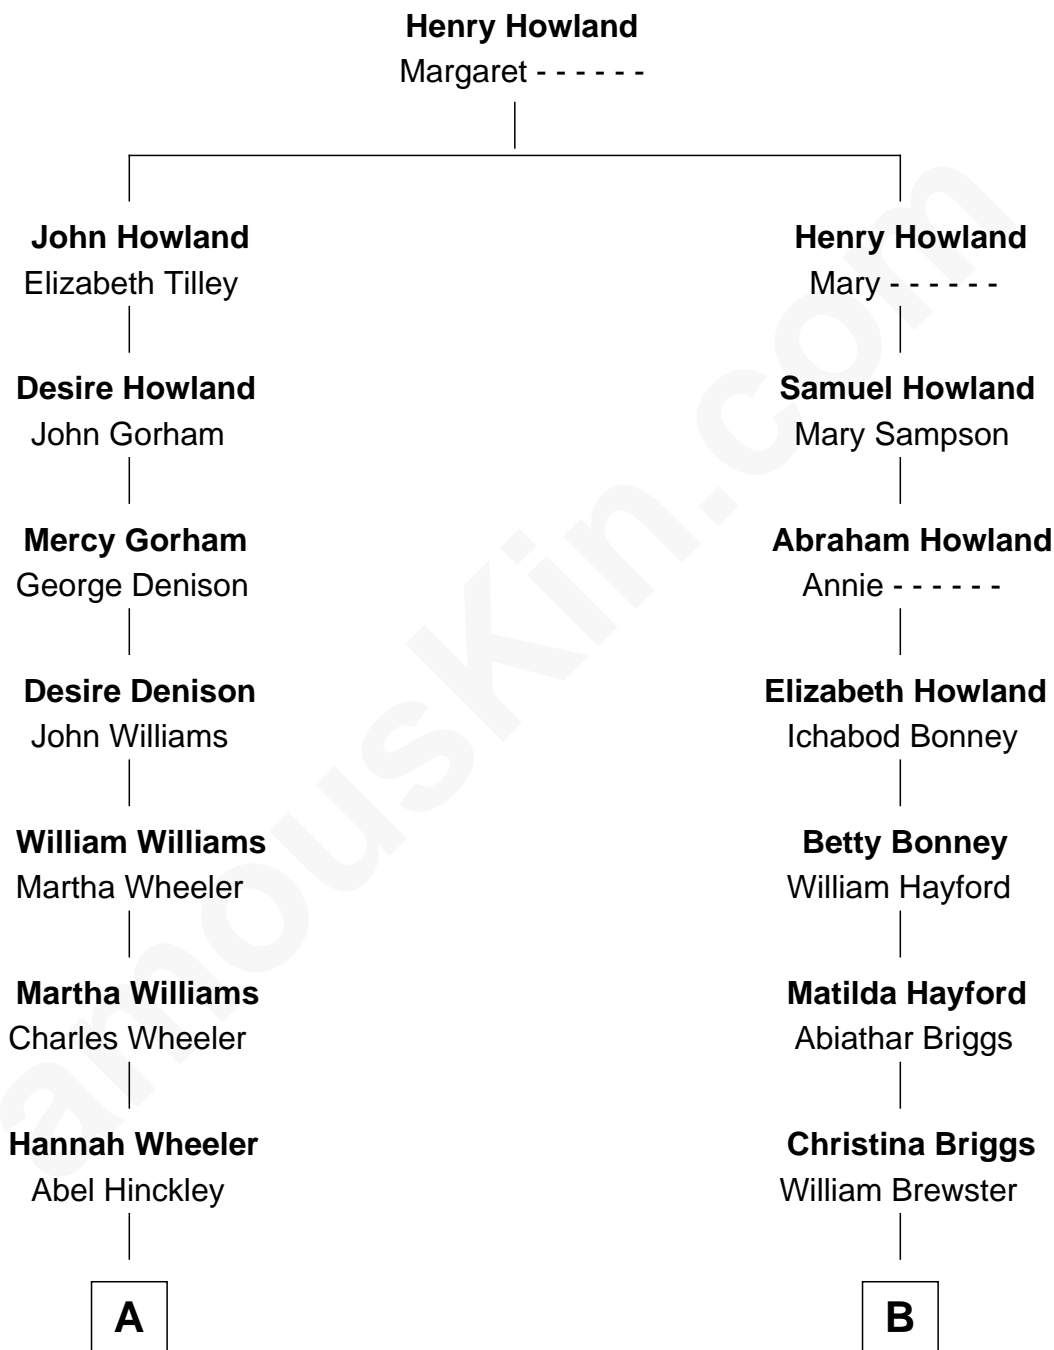 Henry Howland
Margaret - - - - - -
John Howland
Elizabeth Tilley
Henry Howland
Mary - - - - - -
Desire Howland
John Gorham
Samuel Howland
Mary Sampson
Mercy Gorham
George Denison
Abraham Howland
Annie - - - - - -
Desire Denison
John Williams
Elizabeth Howland
Ichabod Bonney
William Williams
Martha Wheeler
Betty Bonney
William Hayford
Martha Williams
Charles Wheeler
Matilda Hayford
Abiathar Briggs
Hannah Wheeler
Abel Hinckley
Christina Briggs
William Brewster
A
B
amousKin.com